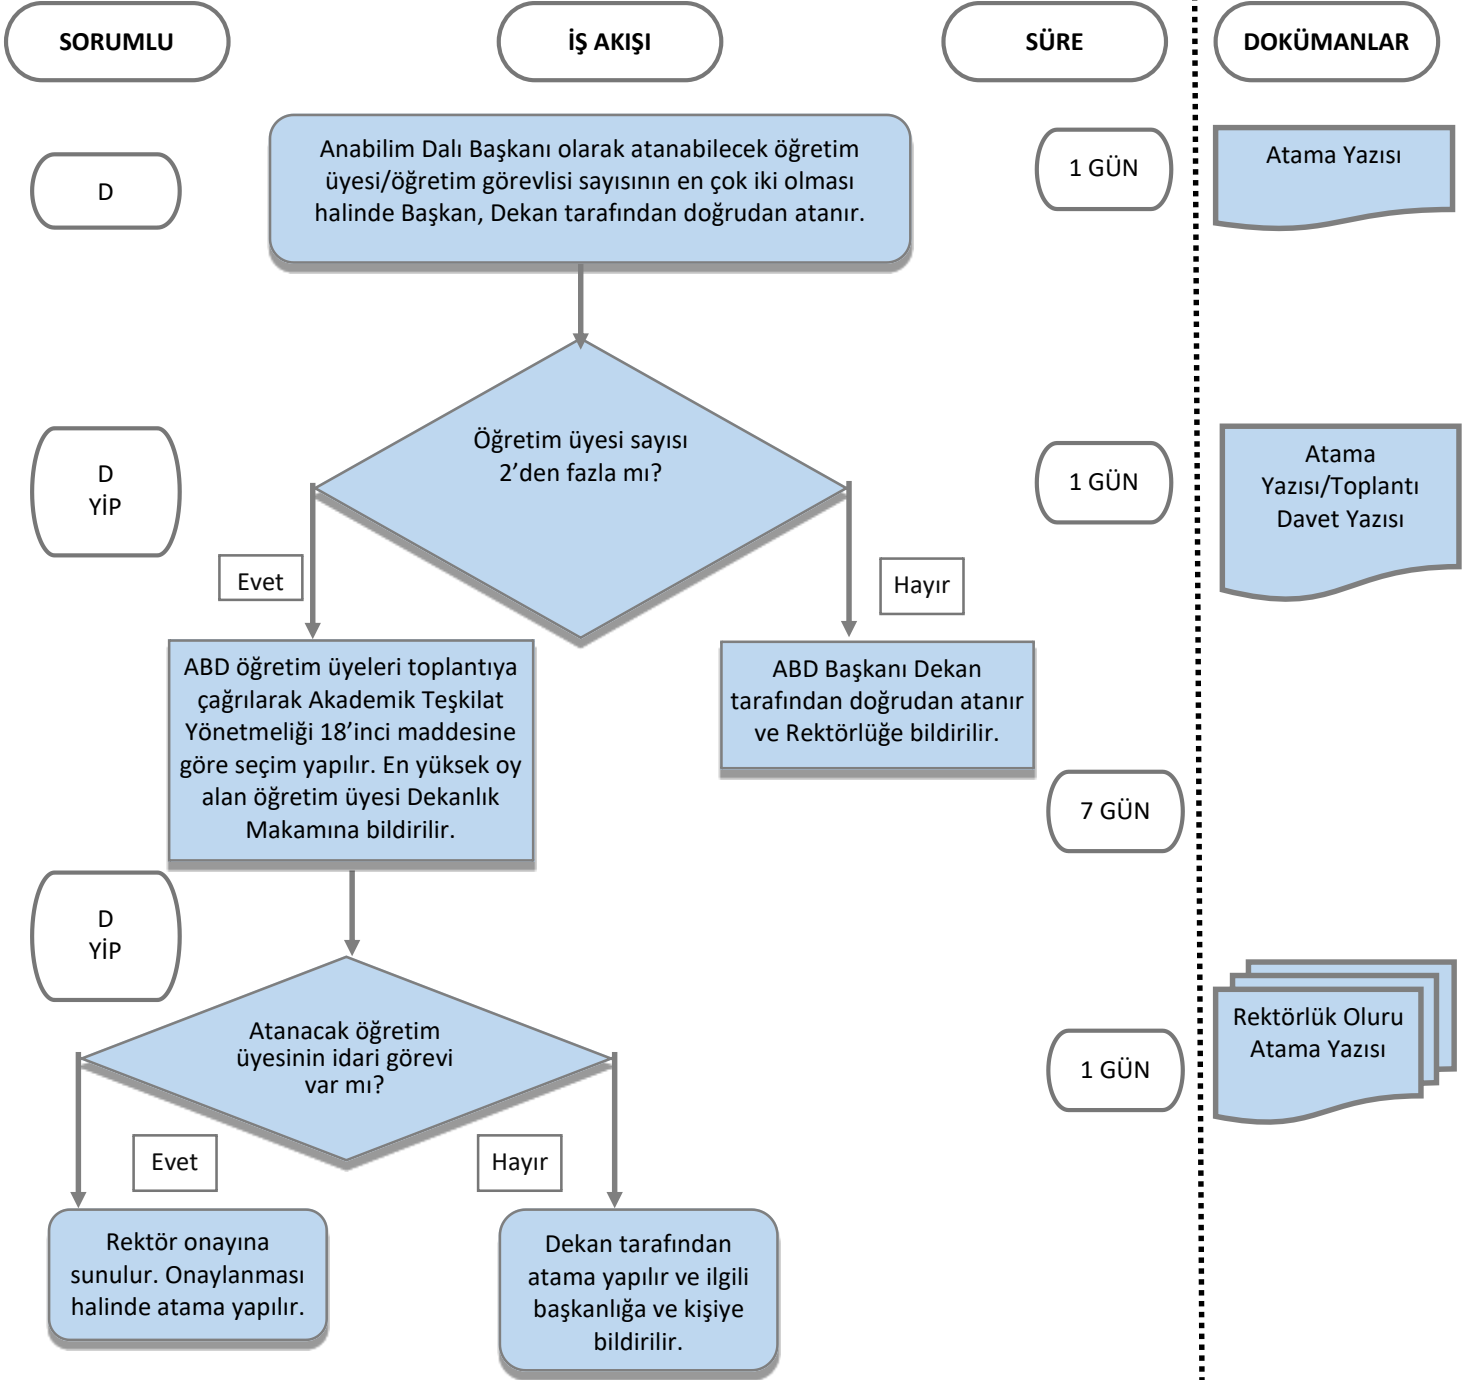 SORUMLU
İŞ AKIŞI
SÜRE
DOKÜMANLAR
D
Anabilim Dalı Başkanı olarak atanabilecek öğretim
üyesi/öğretim görevlisi sayısının en çok iki olması
halinde Başkan, Dekan tarafından doğrudan atanır.
1 GÜN
Atama Yazısı
D
YİP
Öğretim üyesi sayısı
2’den fazla mı?
1 GÜN
Atama
Yazısı/Toplantı
Davet Yazısı
Evet
Hayır
ABD öğretim üyeleri toplantıya
çağrılarak Akademik Teşkilat
Yönetmeliği 18’inci maddesine
göre seçim yapılır. En yüksek oy
alan öğretim üyesi Dekanlık
Makamına bildirilir.
ABD Başkanı Dekan
tarafından doğrudan atanır
ve Rektörlüğe bildirilir.
7 GÜN
D
YİP
Atanacak öğretim
üyesinin idari görevi
var mı?
1 GÜN
Rektörlük Oluru
Atama Yazısı
Evet
Hayır
Rektör onayına
sunulur. Onaylanması
halinde atama yapılır.
Dekan tarafından
atama yapılır ve ilgili
başkanlığa ve kişiye
bildirilir.